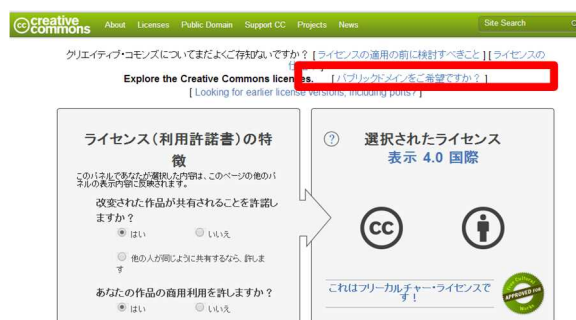 creative commons
About Licenses Public Domain Support CC Projects News
Site Search
クリエイティブ・コモンズについてまだよくご存知ないですか？ [ ライセンスの適用の前に検討すべきこと ] [ ライセンスの
Explore the Creative Commons licenses. [ パブリックドメインをご希望ですか？ ]
[ Looking for earlier license versions, including ports? ]
ライセンス（利用許諾書）の特
徴
このパネルであなたが選択した内容は、このページの他のパ
ネルの表示内容に反映されます。
改変された作品が共有されることを許諾し
ますか？
はい いいえ
他の人が同じように共有するなら、許しま
す
あなたの作品の商用利用を許しますか？
はい いいえ
? 選択されたライセンス
表示 4.0 国際
cc
これはフリーカルチャー・ライセンスで
す！
APPROVED FOR